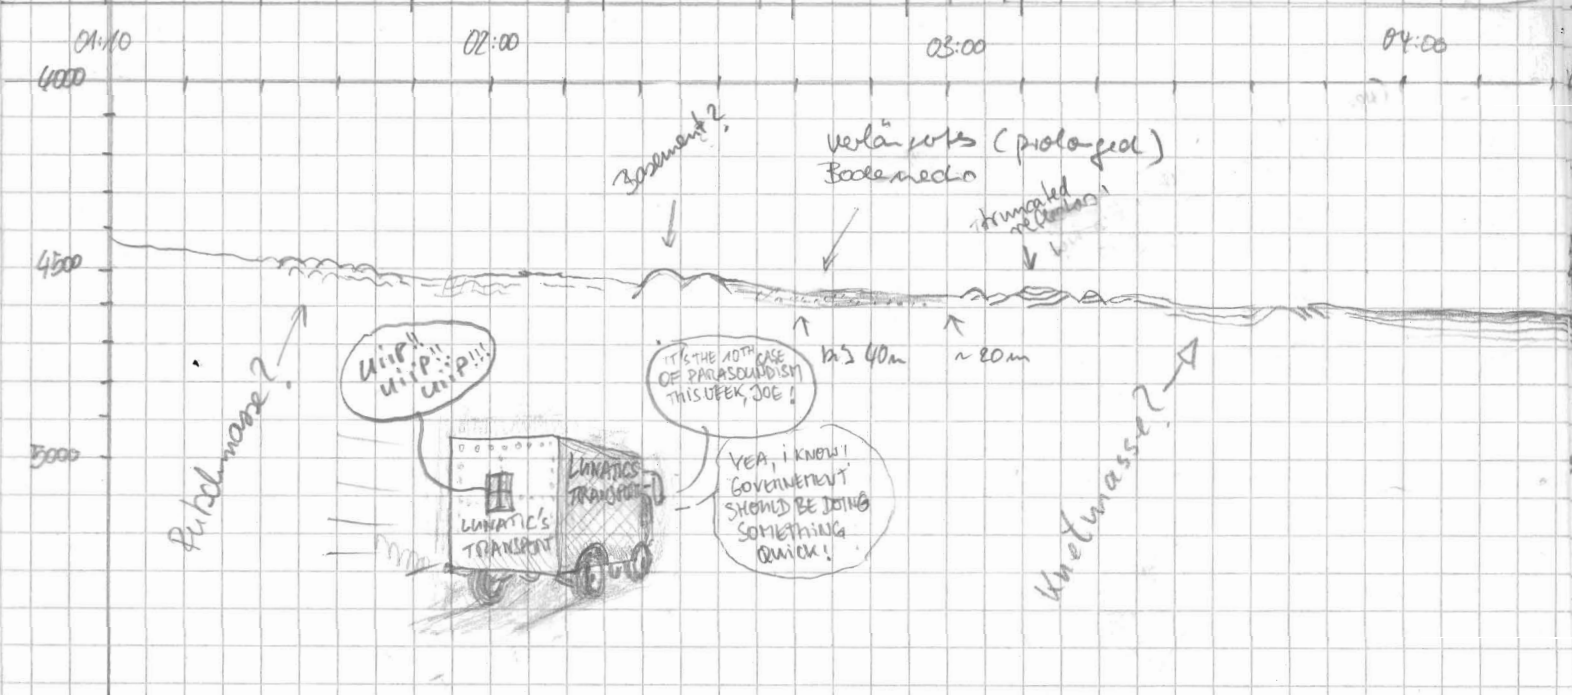 01:10 02:00 03:00 04:00
4000
Basement?
verlängertes (prolonged)
Bodenecho
truncated
4500
bis 40m
~20m
Rutschmasse?
Knetmasse?
UiiP!!
UiiP!!
UiiP!!!
IT'S THE 10TH CASE
OF PARASOUNDISM
THIS WEEK, JOE!
5000
YEA, I KNOW!
GOVERNEMENT
SHOULD BE DOING
SOMETHING
QUICK!
LUNATICS
TRANSPORT
LUNATIC'S
TRANSPORT